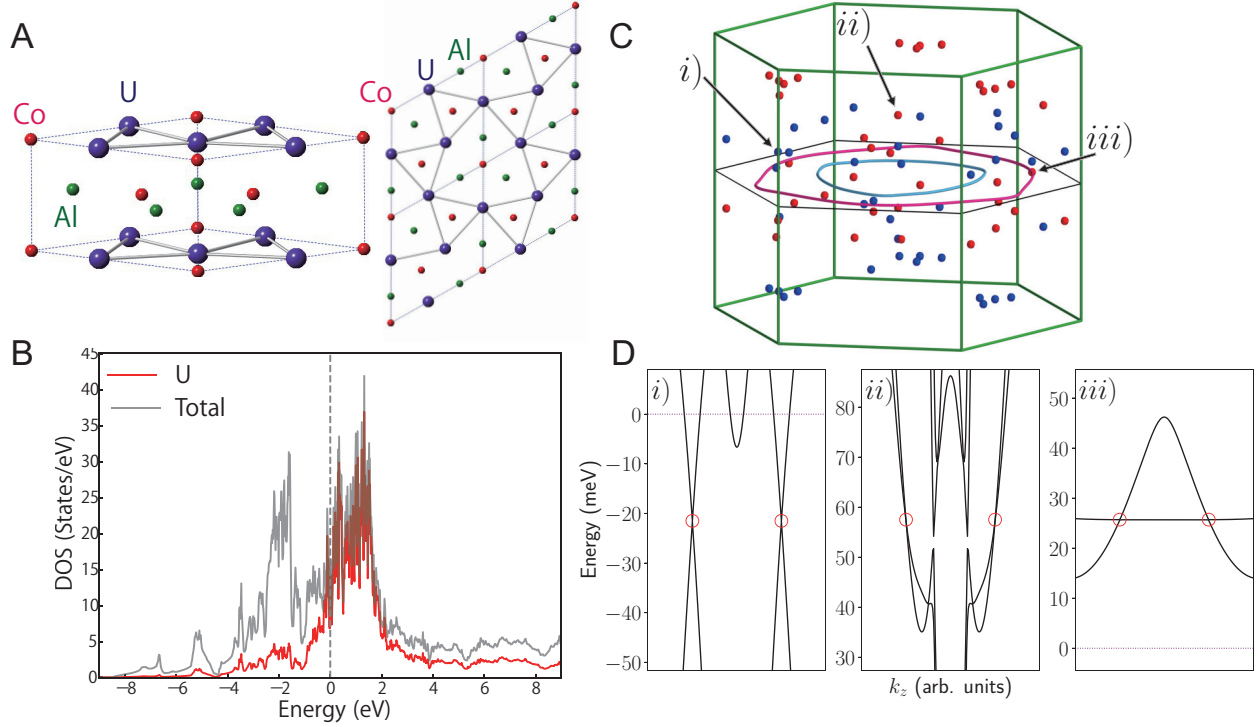 A
Co
U
Al
Co
U
Al
B
DOS (States/eV)
45
40
35
30
25
20
15
10
5
0
U
Total
−8 −6 −4 −2 0 2 4 6 8
Energy (eV)
C
i)
ii)
iii)
D
Energy (meV)
i)
0
−10
−20
−30
−40
−50
ii)
80
70
60
50
40
30
iii)
50
40
30
20
10
0
kz (arb. units)